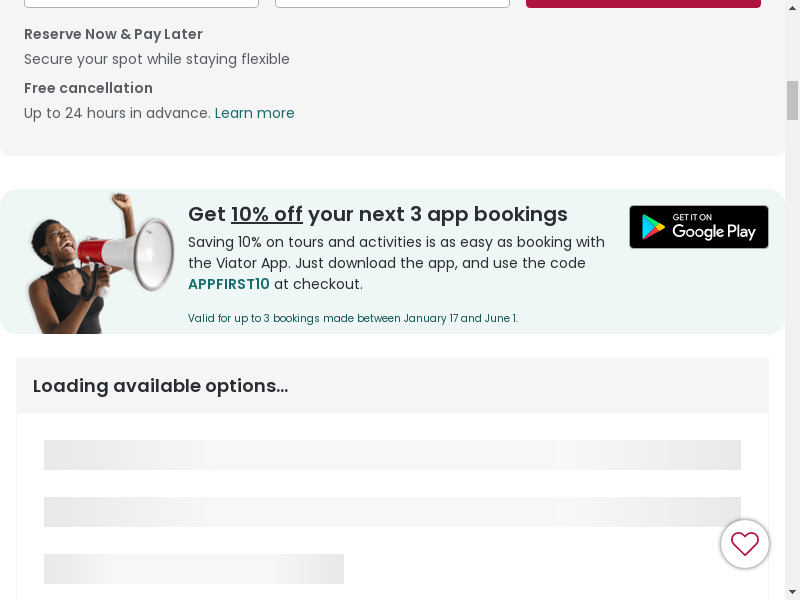 Reserve Now & Pay Later
Secure your spot while staying flexible
Free cancellation
Up to 24 hours in advance. Learn more
Get 10% off your next 3 app bookings
Saving 10% on tours and activities is as easy as booking with
the Viator App. Just download the app, and use the code
APPFIRST10 at checkout.
Valid for up to 3 bookings made between January 17 and June 1.
GET IT ON
Google Play
Loading available options...